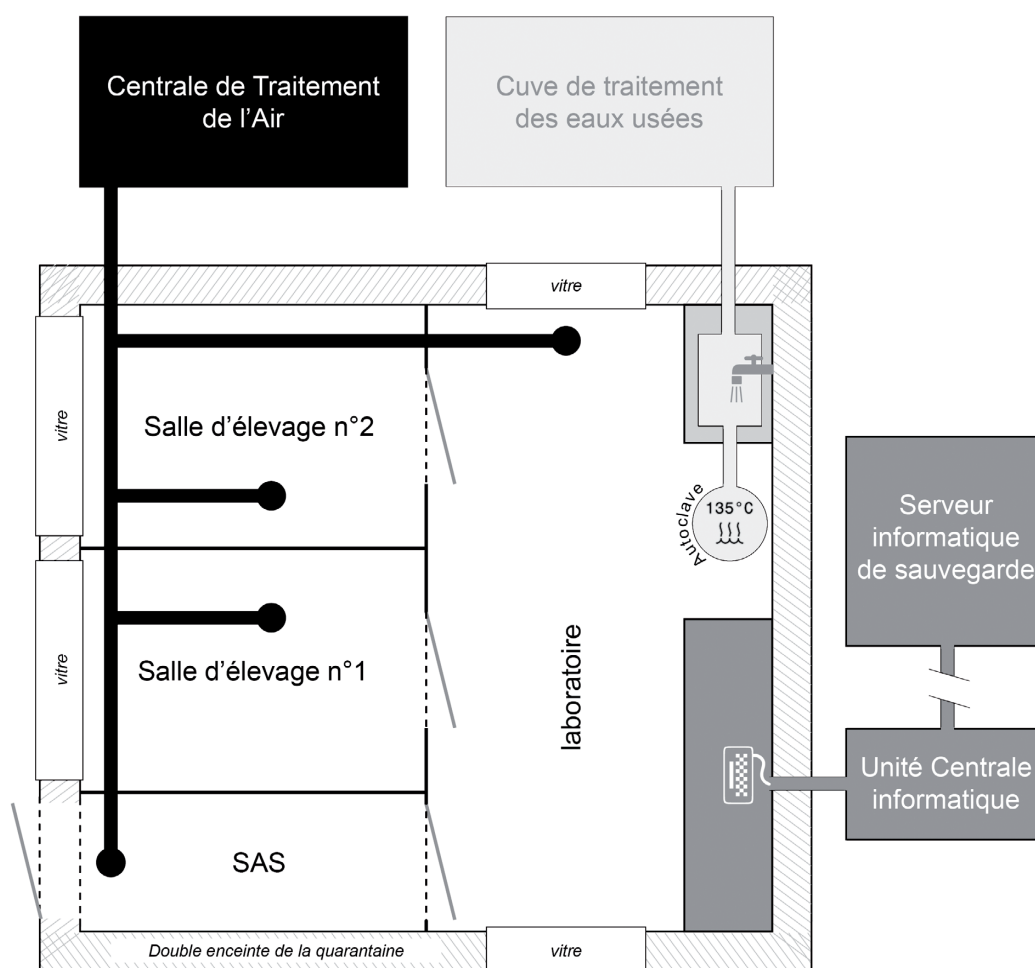 Centrale de Traitement
de l'Air
Cuve de traitement
des eaux usées
vitre
vitre
Salle d'élevage n°2
Autoclave
135°C
Serveur
informatique
de sauvegarde
vitre
Salle d'élevage n°1
laboratoire
Unité Centrale
informatique
SAS
Double enceinte de la quarantaine
vitre